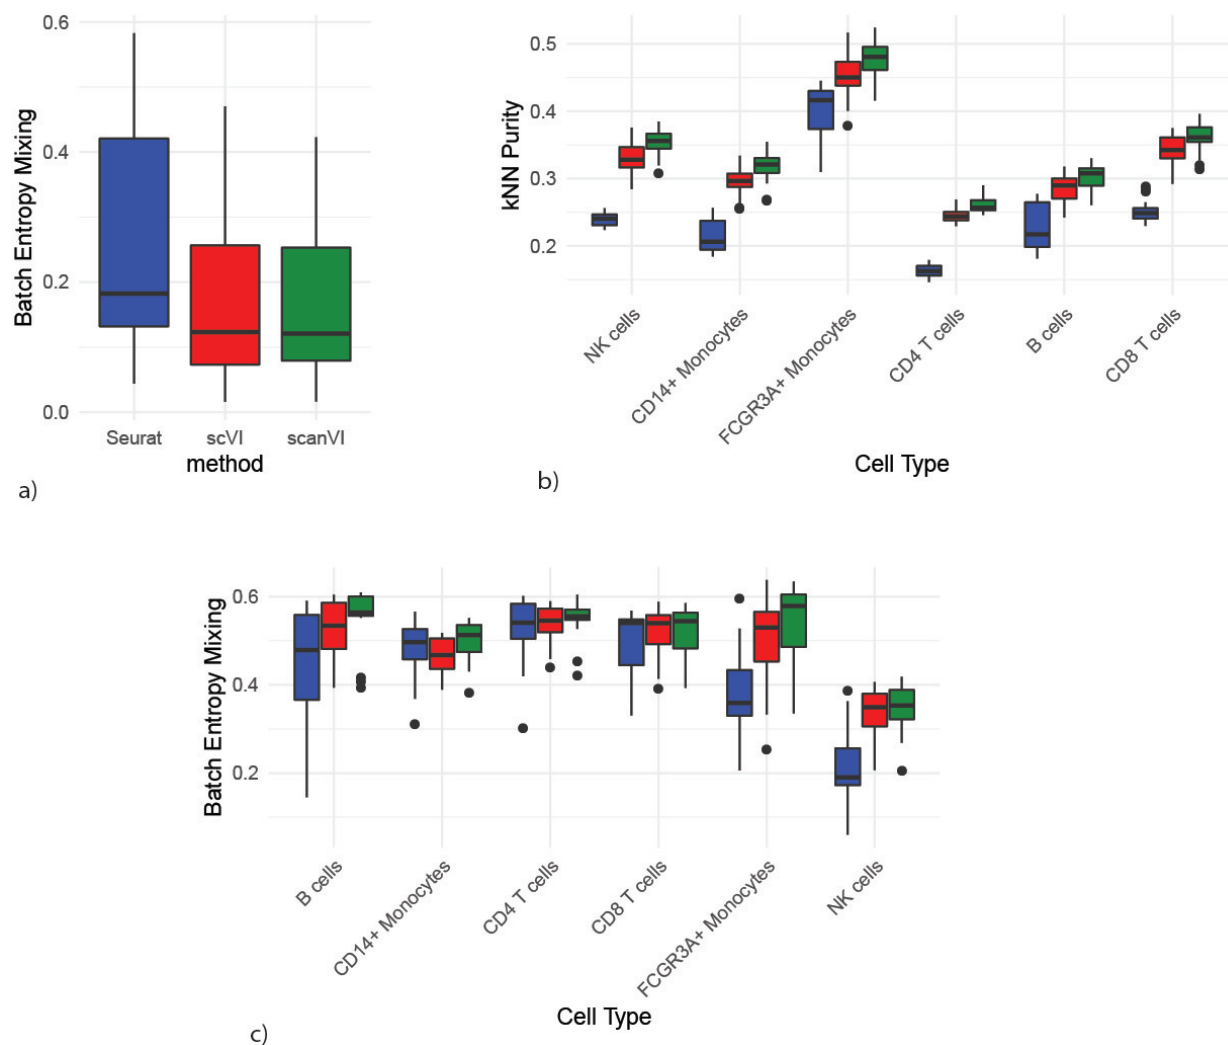 0.6
0.4
0.2
0.0
Batch Entropy Mixing
Seurat scVI scanVI
method
a)
0.5
0.4
0.3
0.2
kNN Purity
NK cells
CD14+ Monocytes
FCGR3A+ Monocytes
CD4 T cells
B cells
CD8 T cells
Cell Type
b)
0.6
0.4
0.2
Batch Entropy Mixing
B cells
CD14+ Monocytes
CD4 T cells
CD8 T cells
FCGR3A+ Monocytes
NK cells
Cell Type
c)